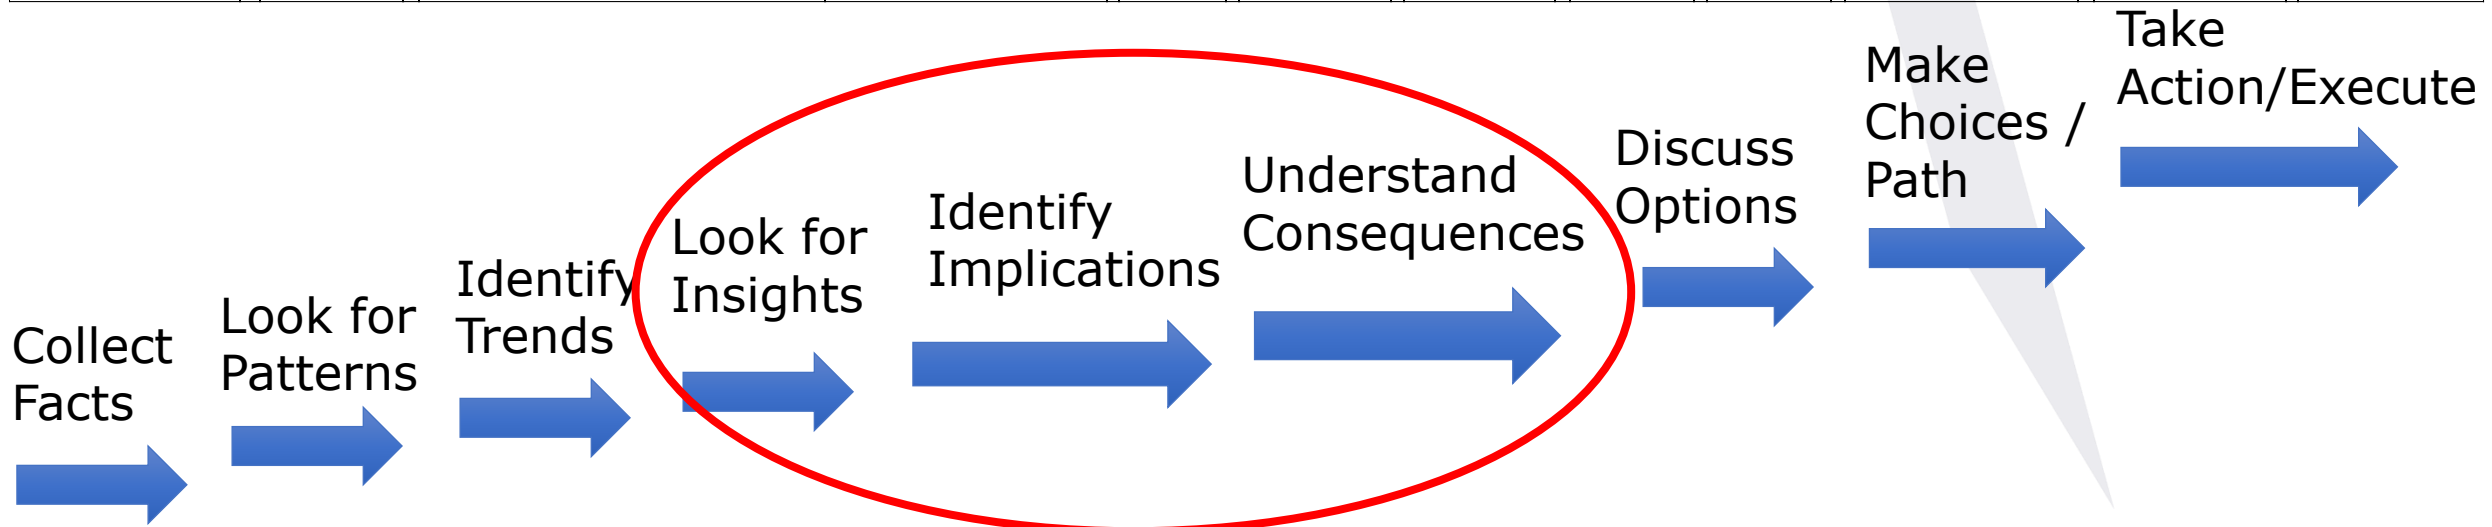 Collect
Facts
Look for
Patterns
Identify
Trends
Look for
Insights
Identify
Implications
Understand
Consequences
Discuss
Options
Make
Choices /
Path
Take
Action/Execute